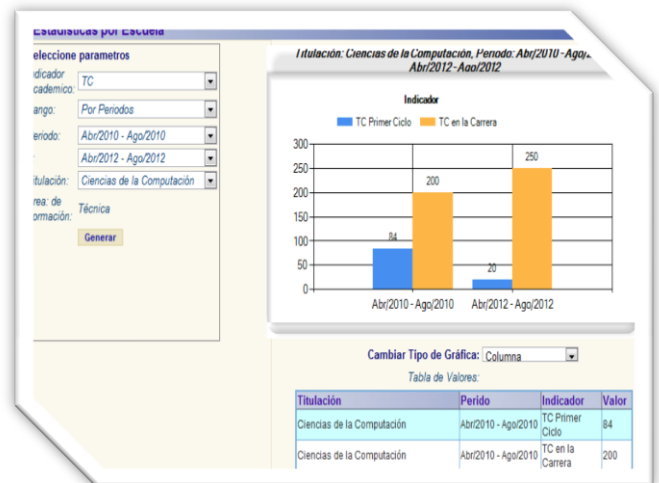 Estadísticas por Escuela
eleccione parametros
dicador
cademico:
TC
ango:
Por Periodos
eriodo:
Abr/2010 - Ago/2010
Abr/2012 - Ago/2012
itulación:
Ciencias de la Computación
rea: de
ormación:
Técnica
Generar
Titulación: Ciencias de la Computación, Periodo: Abr/2010 - Ago/2
Abr/2012 - Ago/2012
Indicador
TC Primer Ciclo TC en la Carrera
300
250
200
150
100
50
0
84
200
20
250
Abr/2010 - Ago/2010 Abr/2012 - Ago/2012
Cambiar Tipo de Gráfica: Columna
Tabla de Valores:
Titulación Perido Indicador Valor
Ciencias de la Computación Abr/2010 - Ago/2010 TC Primer Ciclo 84
Ciencias de la Computación Abr/2010 - Ago/2010 TC en la Carrera 200